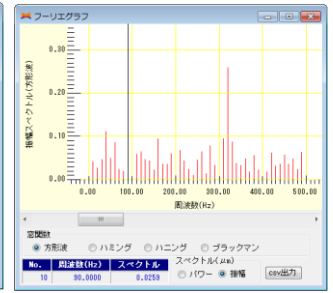 フーリエグラフ
振幅スペクトル(方形波)
0.30
0.20
0.10
0.00
0.00 100.00 200.00 300.00 400.00 500.00
周波数(Hz)
窓関数
方形波 ハミング ハニング ブラックマン
No. 周波数(Hz) スペクトル
10 90.0000 0.0259
スペクトル(μm)
パワー 振幅
csv出力